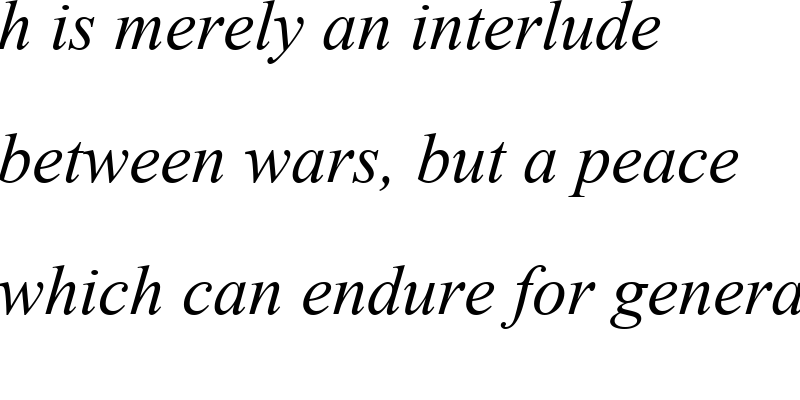 h is merely an interlude
between wars, but a peace
which can endure for genera